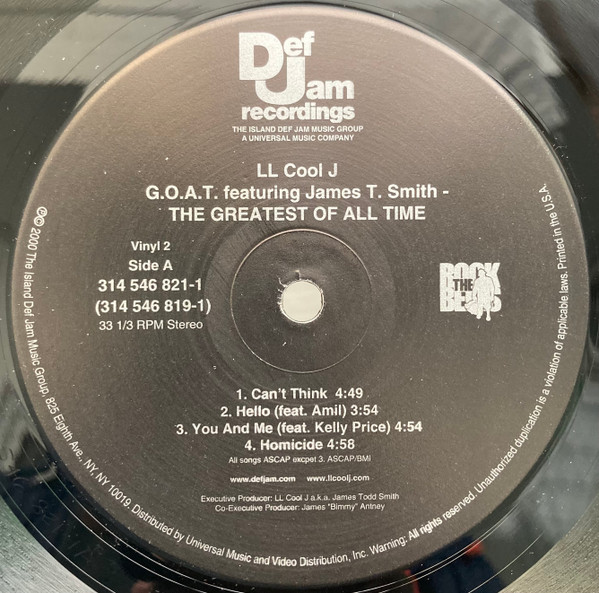 Def
Jam
recordings
THE ISLAND DEF JAM MUSIC GROUP
A UNIVERSAL MUSIC COMPANY
LL Cool J
G.O.A.T. featuring James T. Smith -
THE GREATEST OF ALL TIME
Vinyl 2
Side A
314 546 821-1
(314 546 819-1)
33 1/3 RPM Stereo
ROCK
THE
BELLS
1. Can't Think 4:49
2. Hello (feat. Amil) 3:54
3. You And Me (feat. Kelly Price) 4:54
4. Homicide 4:58
All songs ASCAP excpet 3. ASCAP/BMI
www.defjam.com www.llcoolj.com
Executive Producer: LL Cool J a.k.a. James Todd Smith
Co-Executive Producer: James "Bimmy" Antney
℗© 2000 The Island Def Jam Music Group, 825 Eighth Ave., NY, NY 10019. Distributed by Universal Music and Video Distribution, Inc. Warning: All rights reserved. Unauthorized duplication is a violation of applicable laws. Printed in the U.S.A.